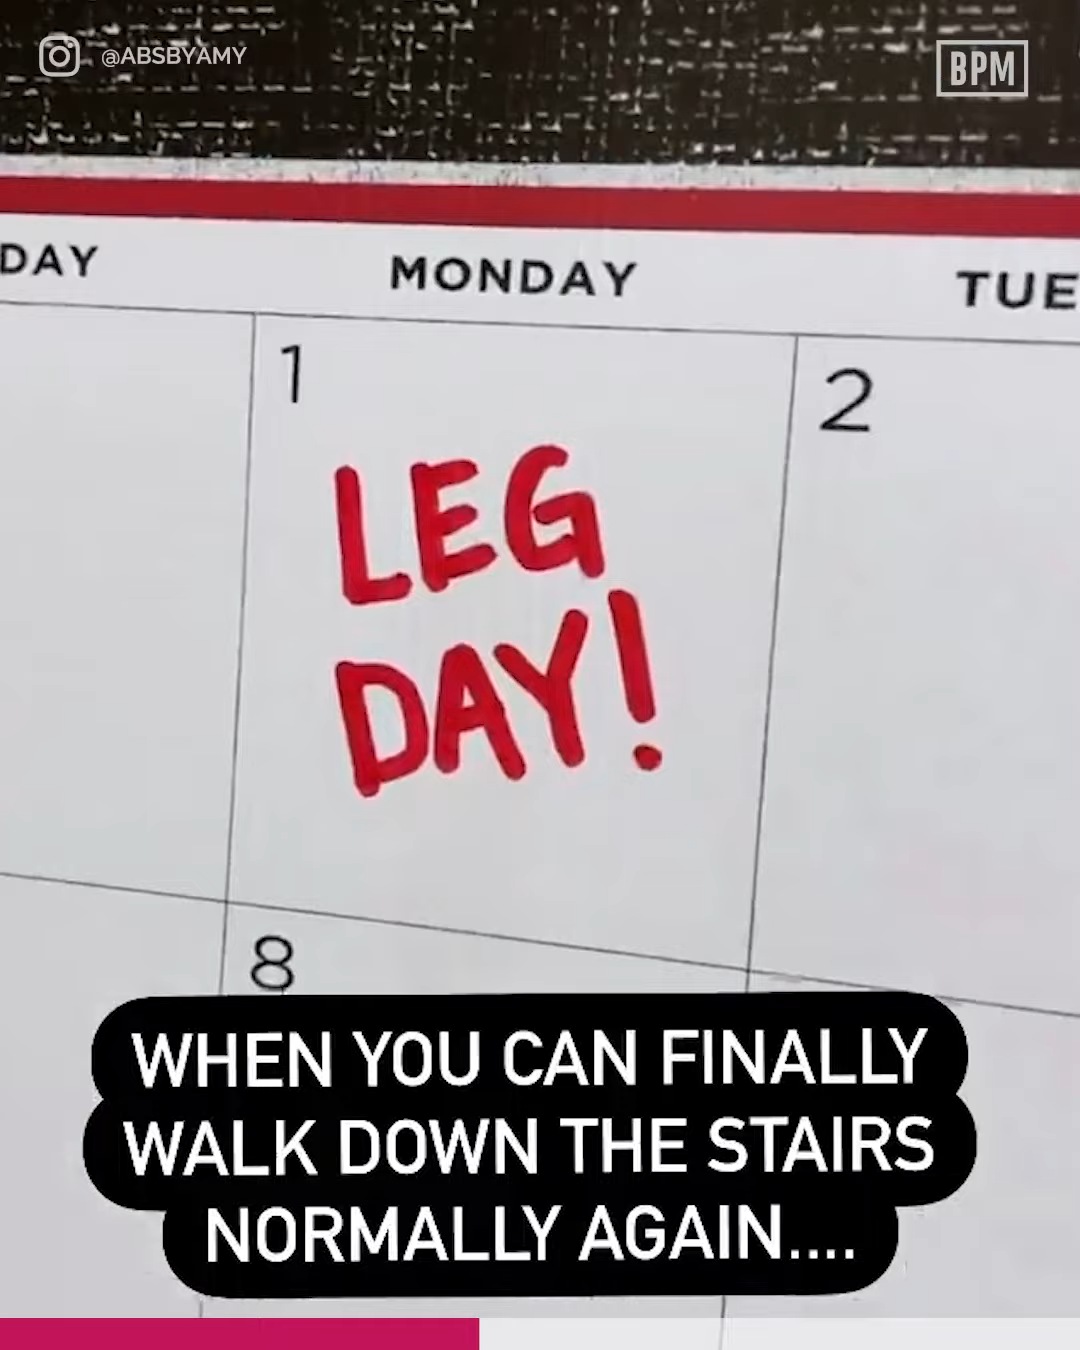 @ABSBYAMY
BPM
DAY MONDAY TUE
1 2
LEG
DAY!
8
WHEN YOU CAN FINALLY
WALK DOWN THE STAIRS
NORMALLY AGAIN....